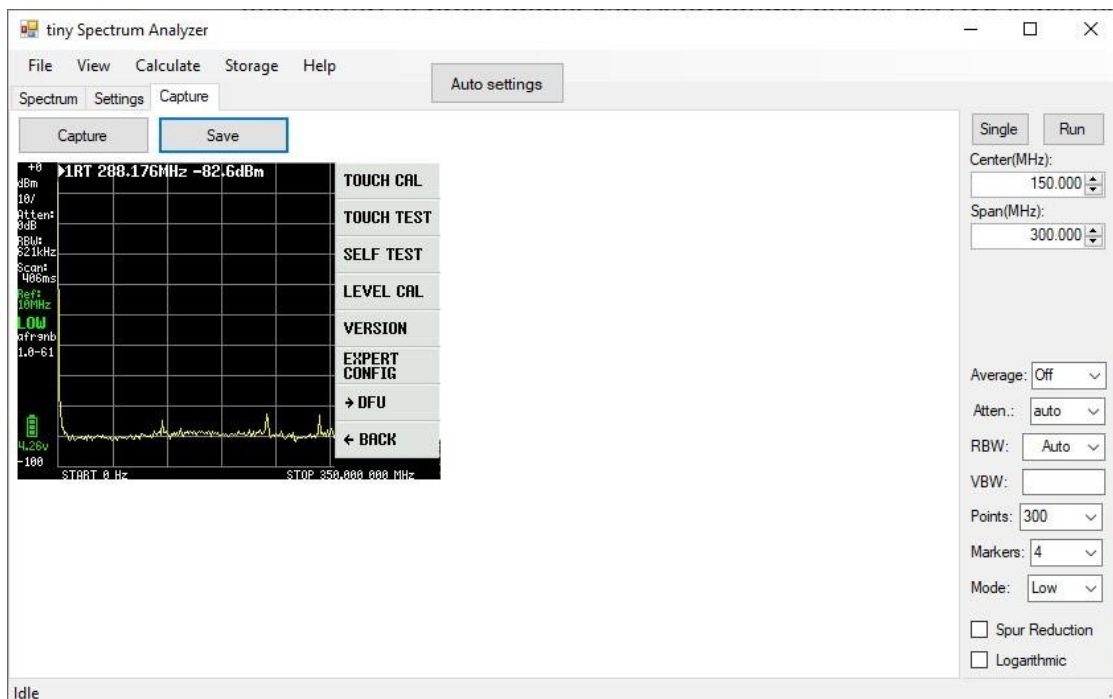 tiny Spectrum Analyzer
File View Calculate Storage Help
Auto settings
Spectrum Settings Capture
Capture Save
Single Run
Center(MHz):
150.000
Span(MHz):
300.000
+0
dBm
10/
Atten:
0dB
RBW:
621kHz
Scan:
406ms
Ref:
10MHz
LOW
afrgnb
1.0-61
4.26v
-100
1RT 288.176MHz -82.6dBm
START 0 Hz STOP 350.000 000 MHz
TOUCH CAL
TOUCH TEST
SELF TEST
LEVEL CAL
VERSION
EXPERT
CONFIG
→ DFU
← BACK
Average: Off
Atten.: auto
RBW: Auto
VBW:
Points: 300
Markers: 4
Mode: Low
Spur Reduction
Logarithmic
Idle